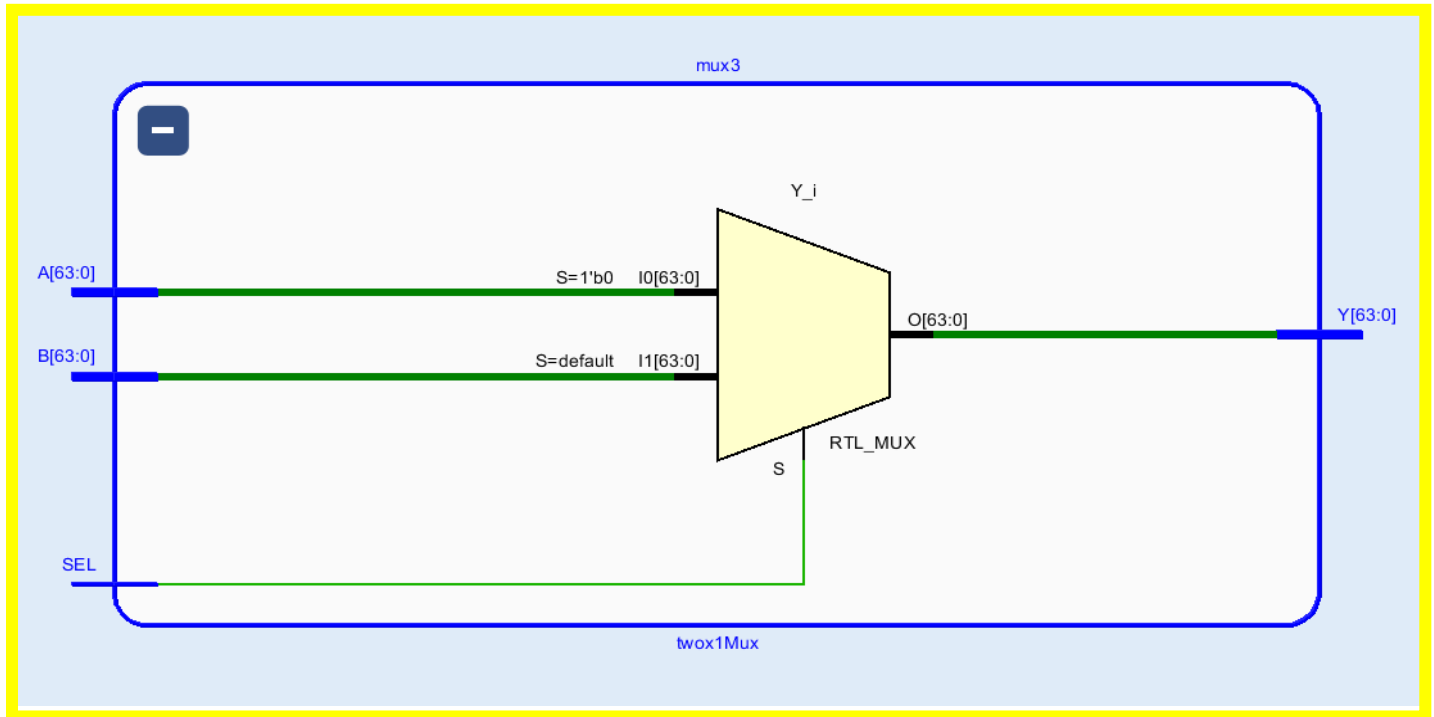 mux3
Y_i
A[63:0]
S=1'b0 I0[63:0]
O[63:0]
Y[63:0]
B[63:0]
S=default I1[63:0]
RTL_MUX
S
SEL
twox1Mux